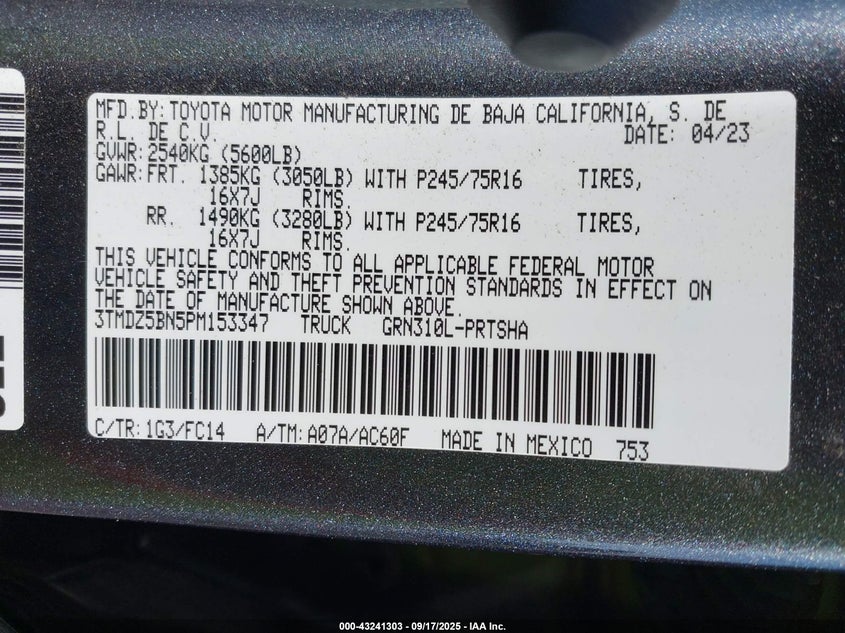 MFD.BY:TOYOTA MOTOR MANUFACTURING DE BAJA CALIFORNIA, S. DE
R.L. DE C.V. DATE: 04/23
GVWR:2540KG (5600LB)
GAWR:FRT. 1385KG (3050LB) WITH P245/75R16 TIRES,
16X7J RIMS.
RR. 1490KG (3280LB) WITH P245/75R16 TIRES,
16X7J RIMS.
THIS VEHICLE CONFORMS TO ALL APPLICABLE FEDERAL MOTOR
VEHICLE SAFETY AND THEFT PREVENTION STANDARDS IN EFFECT ON
THE DATE OF MANUFACTURE SHOWN ABOVE.
3TMDZ5BN5PM153347 TRUCK GRN310L-PRTSHA
C/TR:1G3/FC14 A/TM:A07A/AC60F MADE IN MEXICO 753
000-43241303 - 09/17/2025 - IAA Inc.